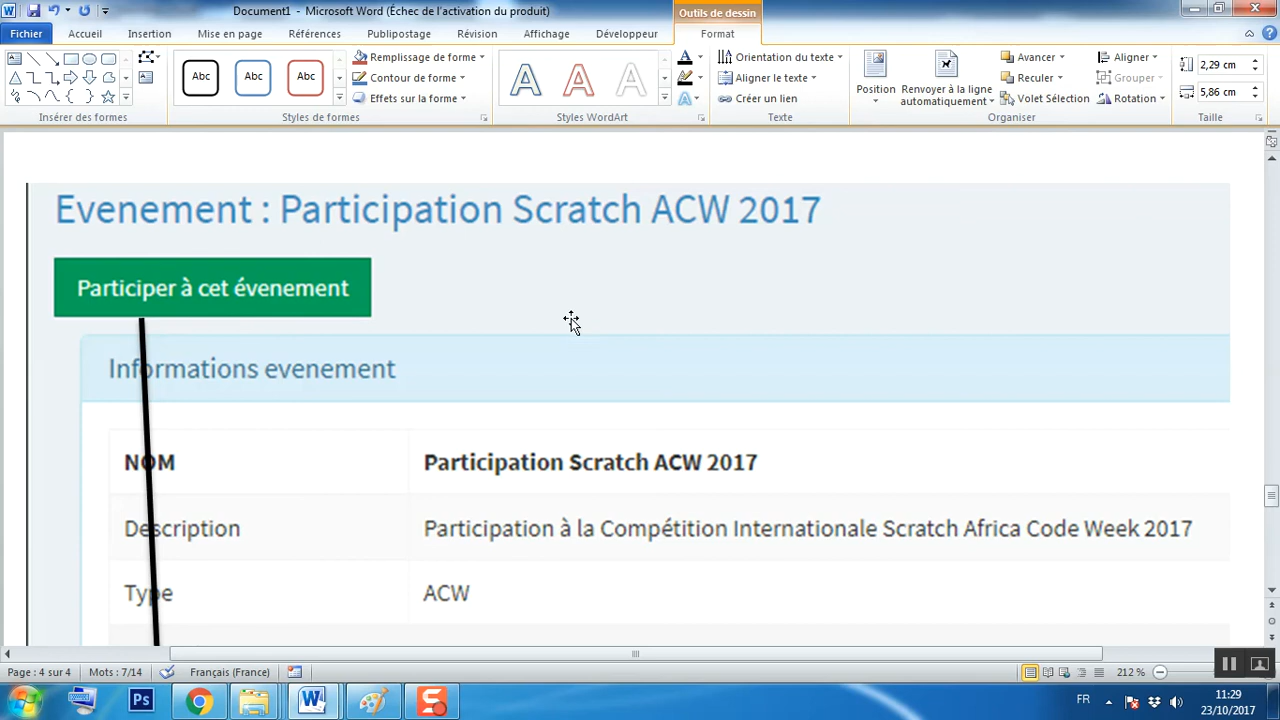 Document1 - Microsoft Word (Échec de l'activation du produit)
Outils de dessin
Fichier Accueil Insertion Mise en page Références Publipostage Révision Affichage Développeur Format
Abc Abc Abc
Remplissage de forme
Contour de forme
Effets sur la forme
A A A
Orientation du texte
Aligner le texte
Créer un lien
Position
Renvoyer à la ligne automatiquement
Avancer
Reculer
Volet Sélection
Aligner
Grouper
Rotation
2,29 cm
5,86 cm
Insérer des formes Styles de formes Styles WordArt Texte Organiser Taille
Evenement : Participation Scratch ACW 2017
Participer à cet évenement
Informations evenement
NOM Participation Scratch ACW 2017
Description Participation à la Compétition Internationale Scratch Africa Code Week 2017
Type ACW
Page : 4 sur 4 Mots : 7/14 Français (France) 212 %
Ps W S FR 11:29
23/10/2017